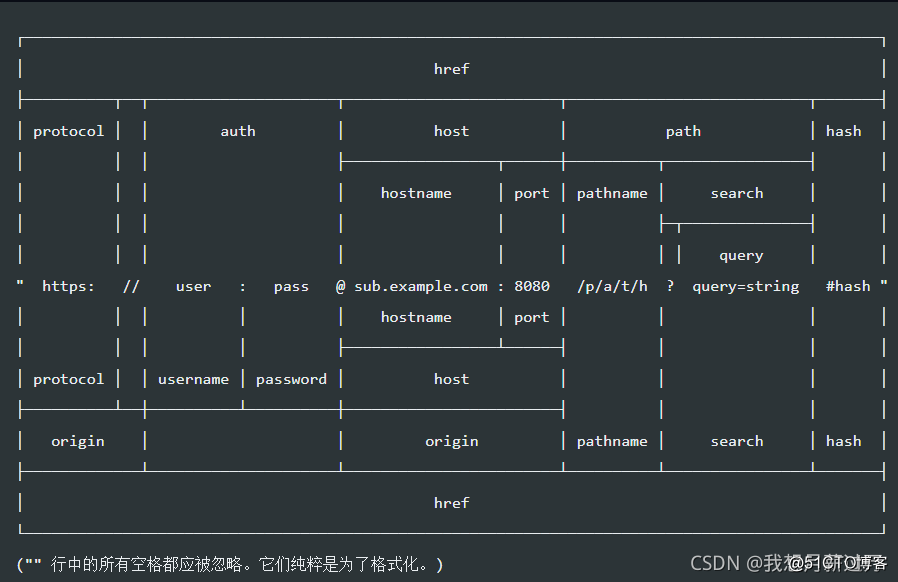 href
protocol auth host path hash
hostname port pathname search
query
" https: // user : pass @ sub.example.com : 8080 /p/a/t/h ? query=string #hash "
hostname port
protocol username password host
origin origin pathname search hash
href
("" 行中的所有空格都应被忽略。它们纯粹是为了格式化。)
CSDN @我想月薪过
@51CTO博客